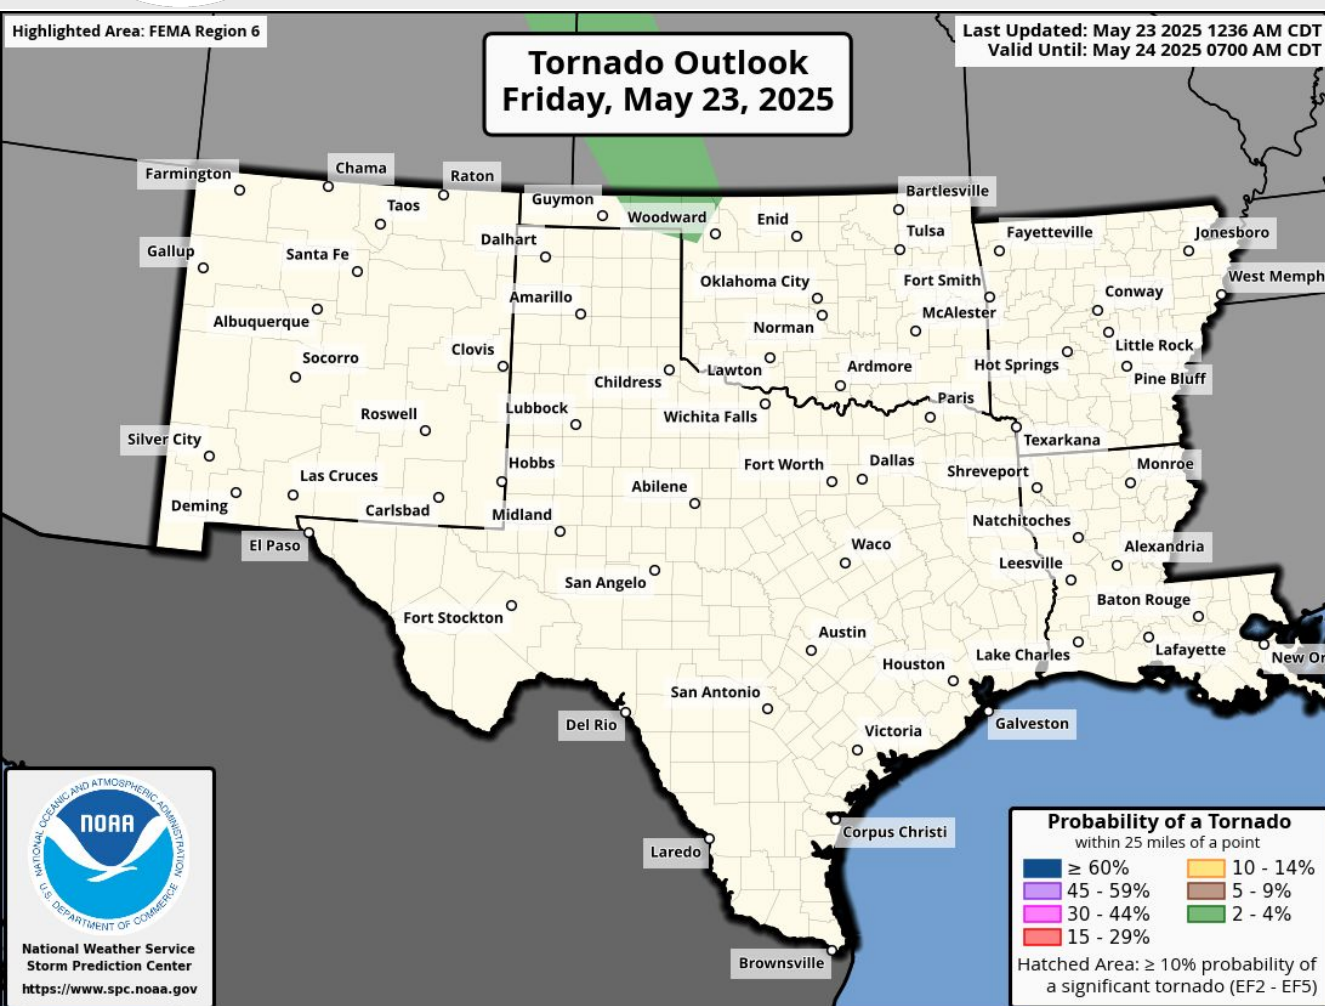 Highlighted Area: FEMA Region 6
Last Updated: May 23 2025 1236 AM CDT
Valid Until: May 24 2025 0700 AM CDT
Tornado Outlook
Friday, May 23, 2025
Farmington
Chama
Raton
Guymon
Bartlesville
Taos
Woodward
Enid
Tulsa
Fayetteville
Jonesboro
Gallup
Santa Fe
Dalhart
Oklahoma City
Fort Smith
West Memph
Amarillo
Conway
Albuquerque
Norman
McAlester
Little Rock
Socorro
Clovis
Lawton
Ardmore
Hot Springs
Pine Bluff
Childress
Roswell
Lubbock
Wichita Falls
Paris
Silver City
Texarkana
Las Cruces
Hobbs
Fort Worth
Dallas
Shreveport
Monroe
Deming
Carlsbad
Midland
Abilene
Natchitoches
El Paso
Waco
Alexandria
San Angelo
Leesville
Fort Stockton
Baton Rouge
Austin
Houston
Lake Charles
Lafayette
New Or
San Antonio
Del Rio
Victoria
Galveston
Corpus Christi
Laredo
Brownsville
NATIONAL OCEANIC AND ATMOSPHERIC ADMINISTRATION
NOAA
U.S. DEPARTMENT OF COMMERCE
National Weather Service
Storm Prediction Center
https://www.spc.noaa.gov
Probability of a Tornado
within 25 miles of a point
≥ 60% 10 - 14%
45 - 59% 5 - 9%
30 - 44% 2 - 4%
15 - 29%
Hatched Area: ≥ 10% probability of
a significant tornado (EF2 - EF5)